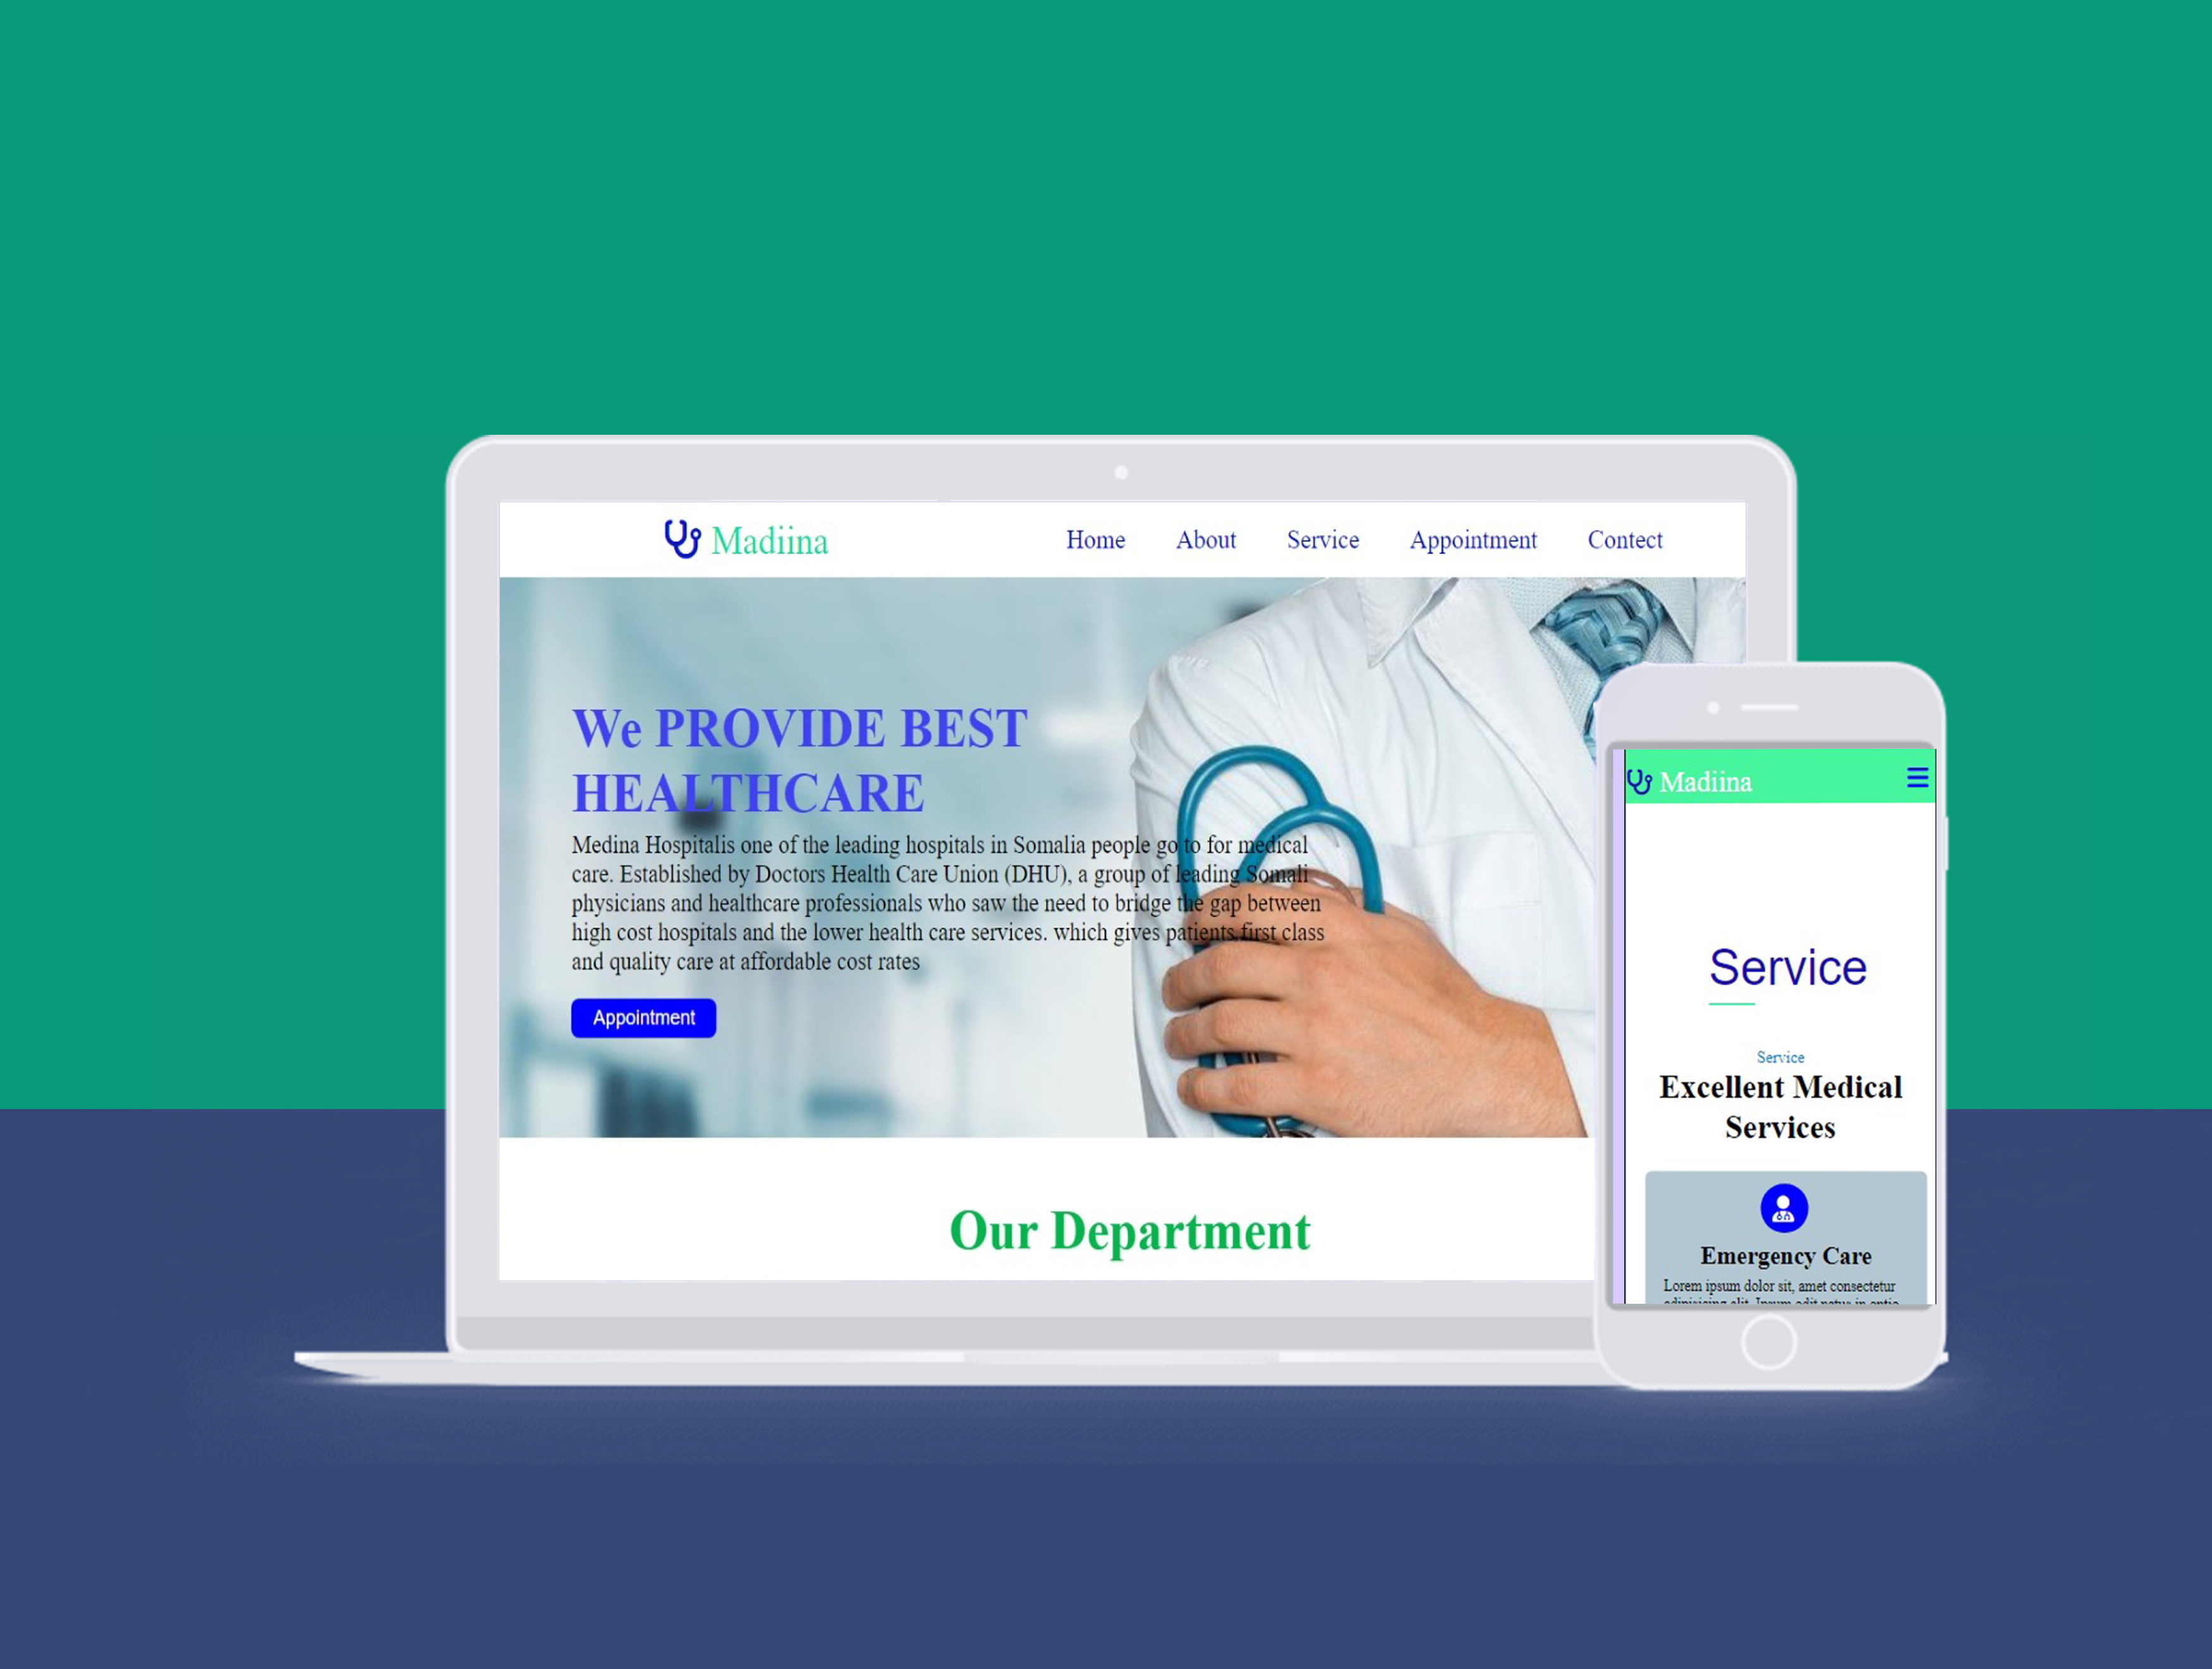 Madiina
Home About Service Appointment Contect
We PROVIDE BEST
HEALTHCARE
Medina Hospitalis one of the leading hospitals in Somalia people go to for medical
care. Established by Doctors Health Care Union (DHU), a group of leading Somali
physicians and healthcare professionals who saw the need to bridge the gap between
high cost hospitals and the lower health care services. which gives patients first class
and quality care at affordable cost rates
Appointment
Our Department
Madiina
Service
Service
Excellent Medical
Services
Emergency Care
Lorem ipsum dolor sit, amet consectetur